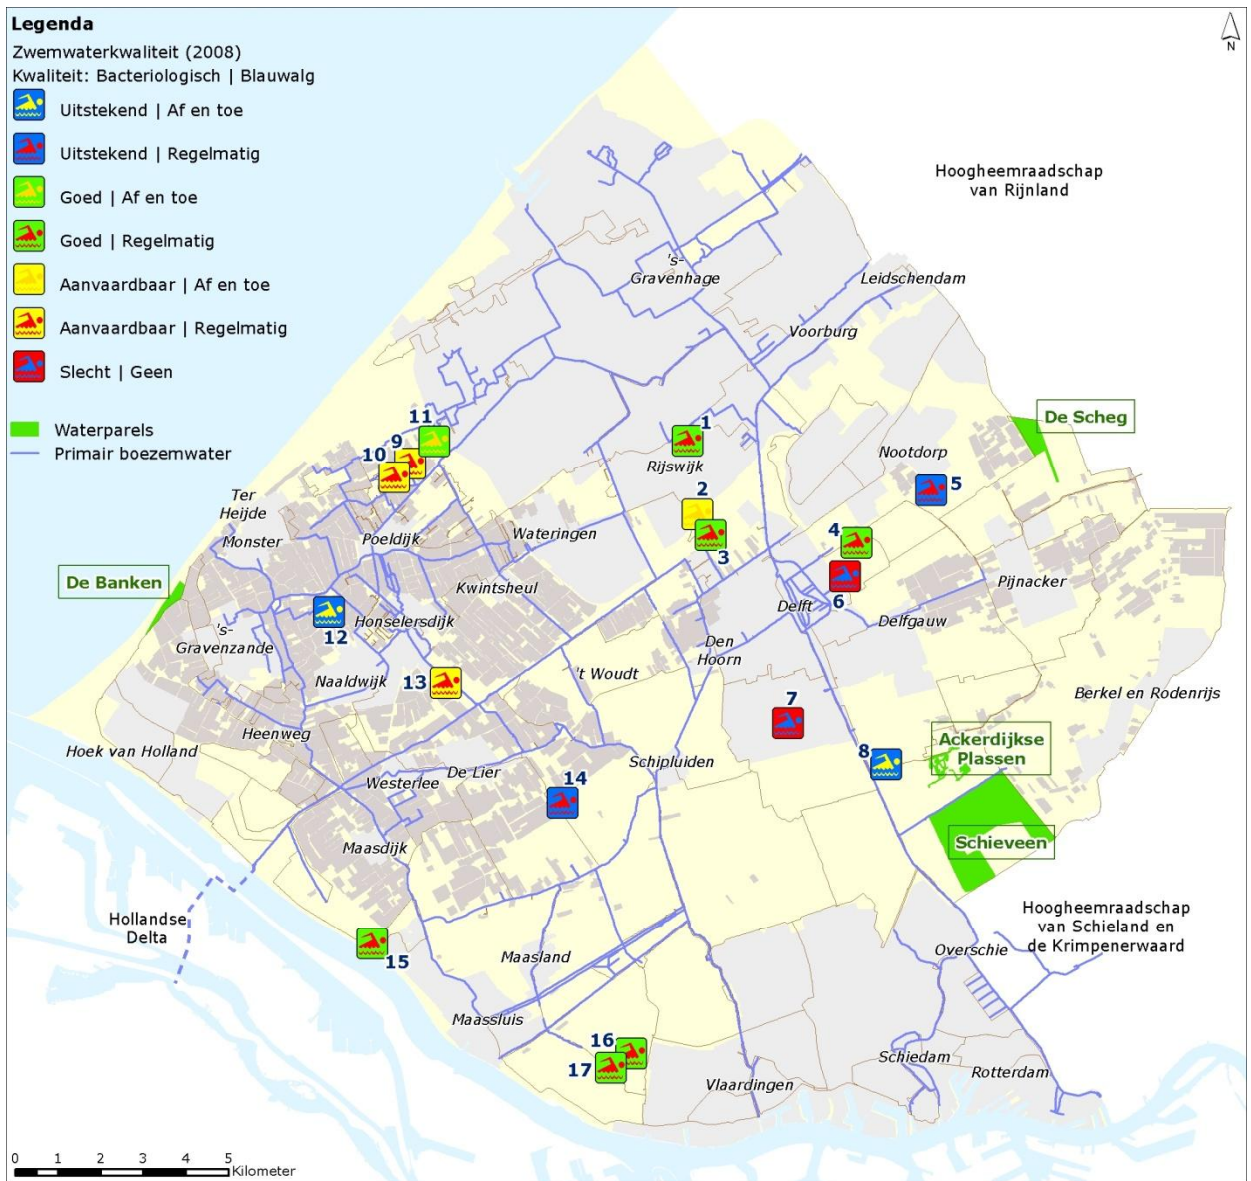 Legenda
Zwemwaterkwaliteit (2008)
Kwaliteit: Bacteriologisch | Blauwalg
Uitstekend | Af en toe
Uitstekend | Regelmatig
Goed | Af en toe
Goed | Regelmatig
Aanvaardbaar | Af en toe
Aanvaardbaar | Regelmatig
Slecht | Geen
Waterparels
Primair boezemwater
N
Hoogheemraadschap
van Rijnland
's-
Gravenhage
Leidschendam
Voorburg
De Scheg
11
9
10
1
Rijswijk
Nootdorp
5
2
3
4
6
Ter
Heijde
Monster
Poeldijk
Wateringen
Kwintsheul
De Banken
Pijnacker
Delft
Delfgauw
12
Honselersdijk
's-
Gravenzande
Naaldwijk
13
Den
Hoorn
't Woudt
Berkel en Rodenrijs
7
8
Heenweg
Hoek van Holland
Ackerdijkse
Plassen
Schipluiden
De Lier
Westerlee
14
Maasdijk
Schieveen
Hollandse
Delta
15
Maasland
Hoogheemraadschap
van Schieland en
de Krimpenerwaard
Overschie
Maassluis
16
17
Vlaardingen
Schiedam
Rotterdam
0 1 2 3 4 5
Kilometer